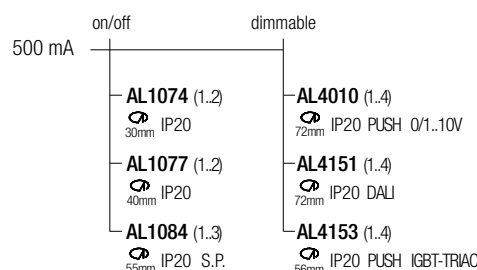 on/off dimmable
500 mA
AL1074 (1..2) AL4010 (1..4)
30mm IP20 72mm IP20 PUSH 0/1..10V
AL1077 (1..2) AL4151 (1..4)
40mm IP20 72mm IP20 DALI
AL1084 (1..3) AL4153 (1..4)
55mm IP20 S.P. 56mm IP20 PUSH IGBT-TRIAC